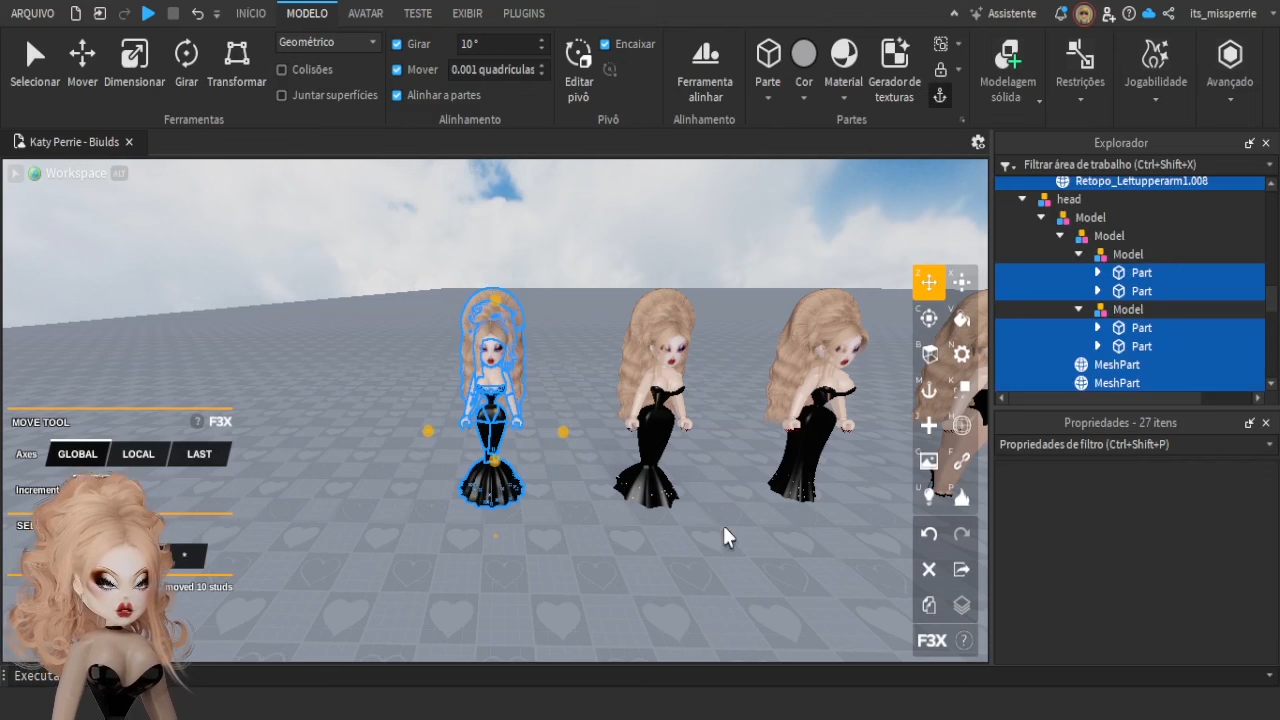 ARQUIVO
INÍCIO
MODELO
AVATAR
TESTE
EXIBIR
PLUGINS
Assistente
its_missperrie
Selecionar
Mover
Dimensionar
Girar
Transformar
Geométrico
Colisões
Juntar superfícies
Ferramentas
Girar
10°
Mover
0.001 quadrículas
Alinhar a partes
Alinhamento
Editar
pivô
Encaixar
Pivô
Ferramenta
alinhar
Alinhamento
Parte
Cor
Material
Gerador de
texturas
Partes
Modelagem
sólida
Restrições
Jogabilidade
Avançado
Katy Perrie - Biulds
Workspace
ALT
Explorador
Filtrar área de trabalho (Ctrl+Shift+X)
Retopo_Leftupperarm1.008
head
Model
Model
Model
Part
Part
Model
Part
Part
MeshPart
MeshPart
Propriedades - 27 itens
Propriedades de filtro (Ctrl+Shift+P)
MOVE TOOL
? F3X
Axes
GLOBAL
LOCAL
LAST
Increment
SEL
moved 10 studs
Z
X
C
V
B
N
M
K
J
H
G
F
U
P
F3X ?
Executa